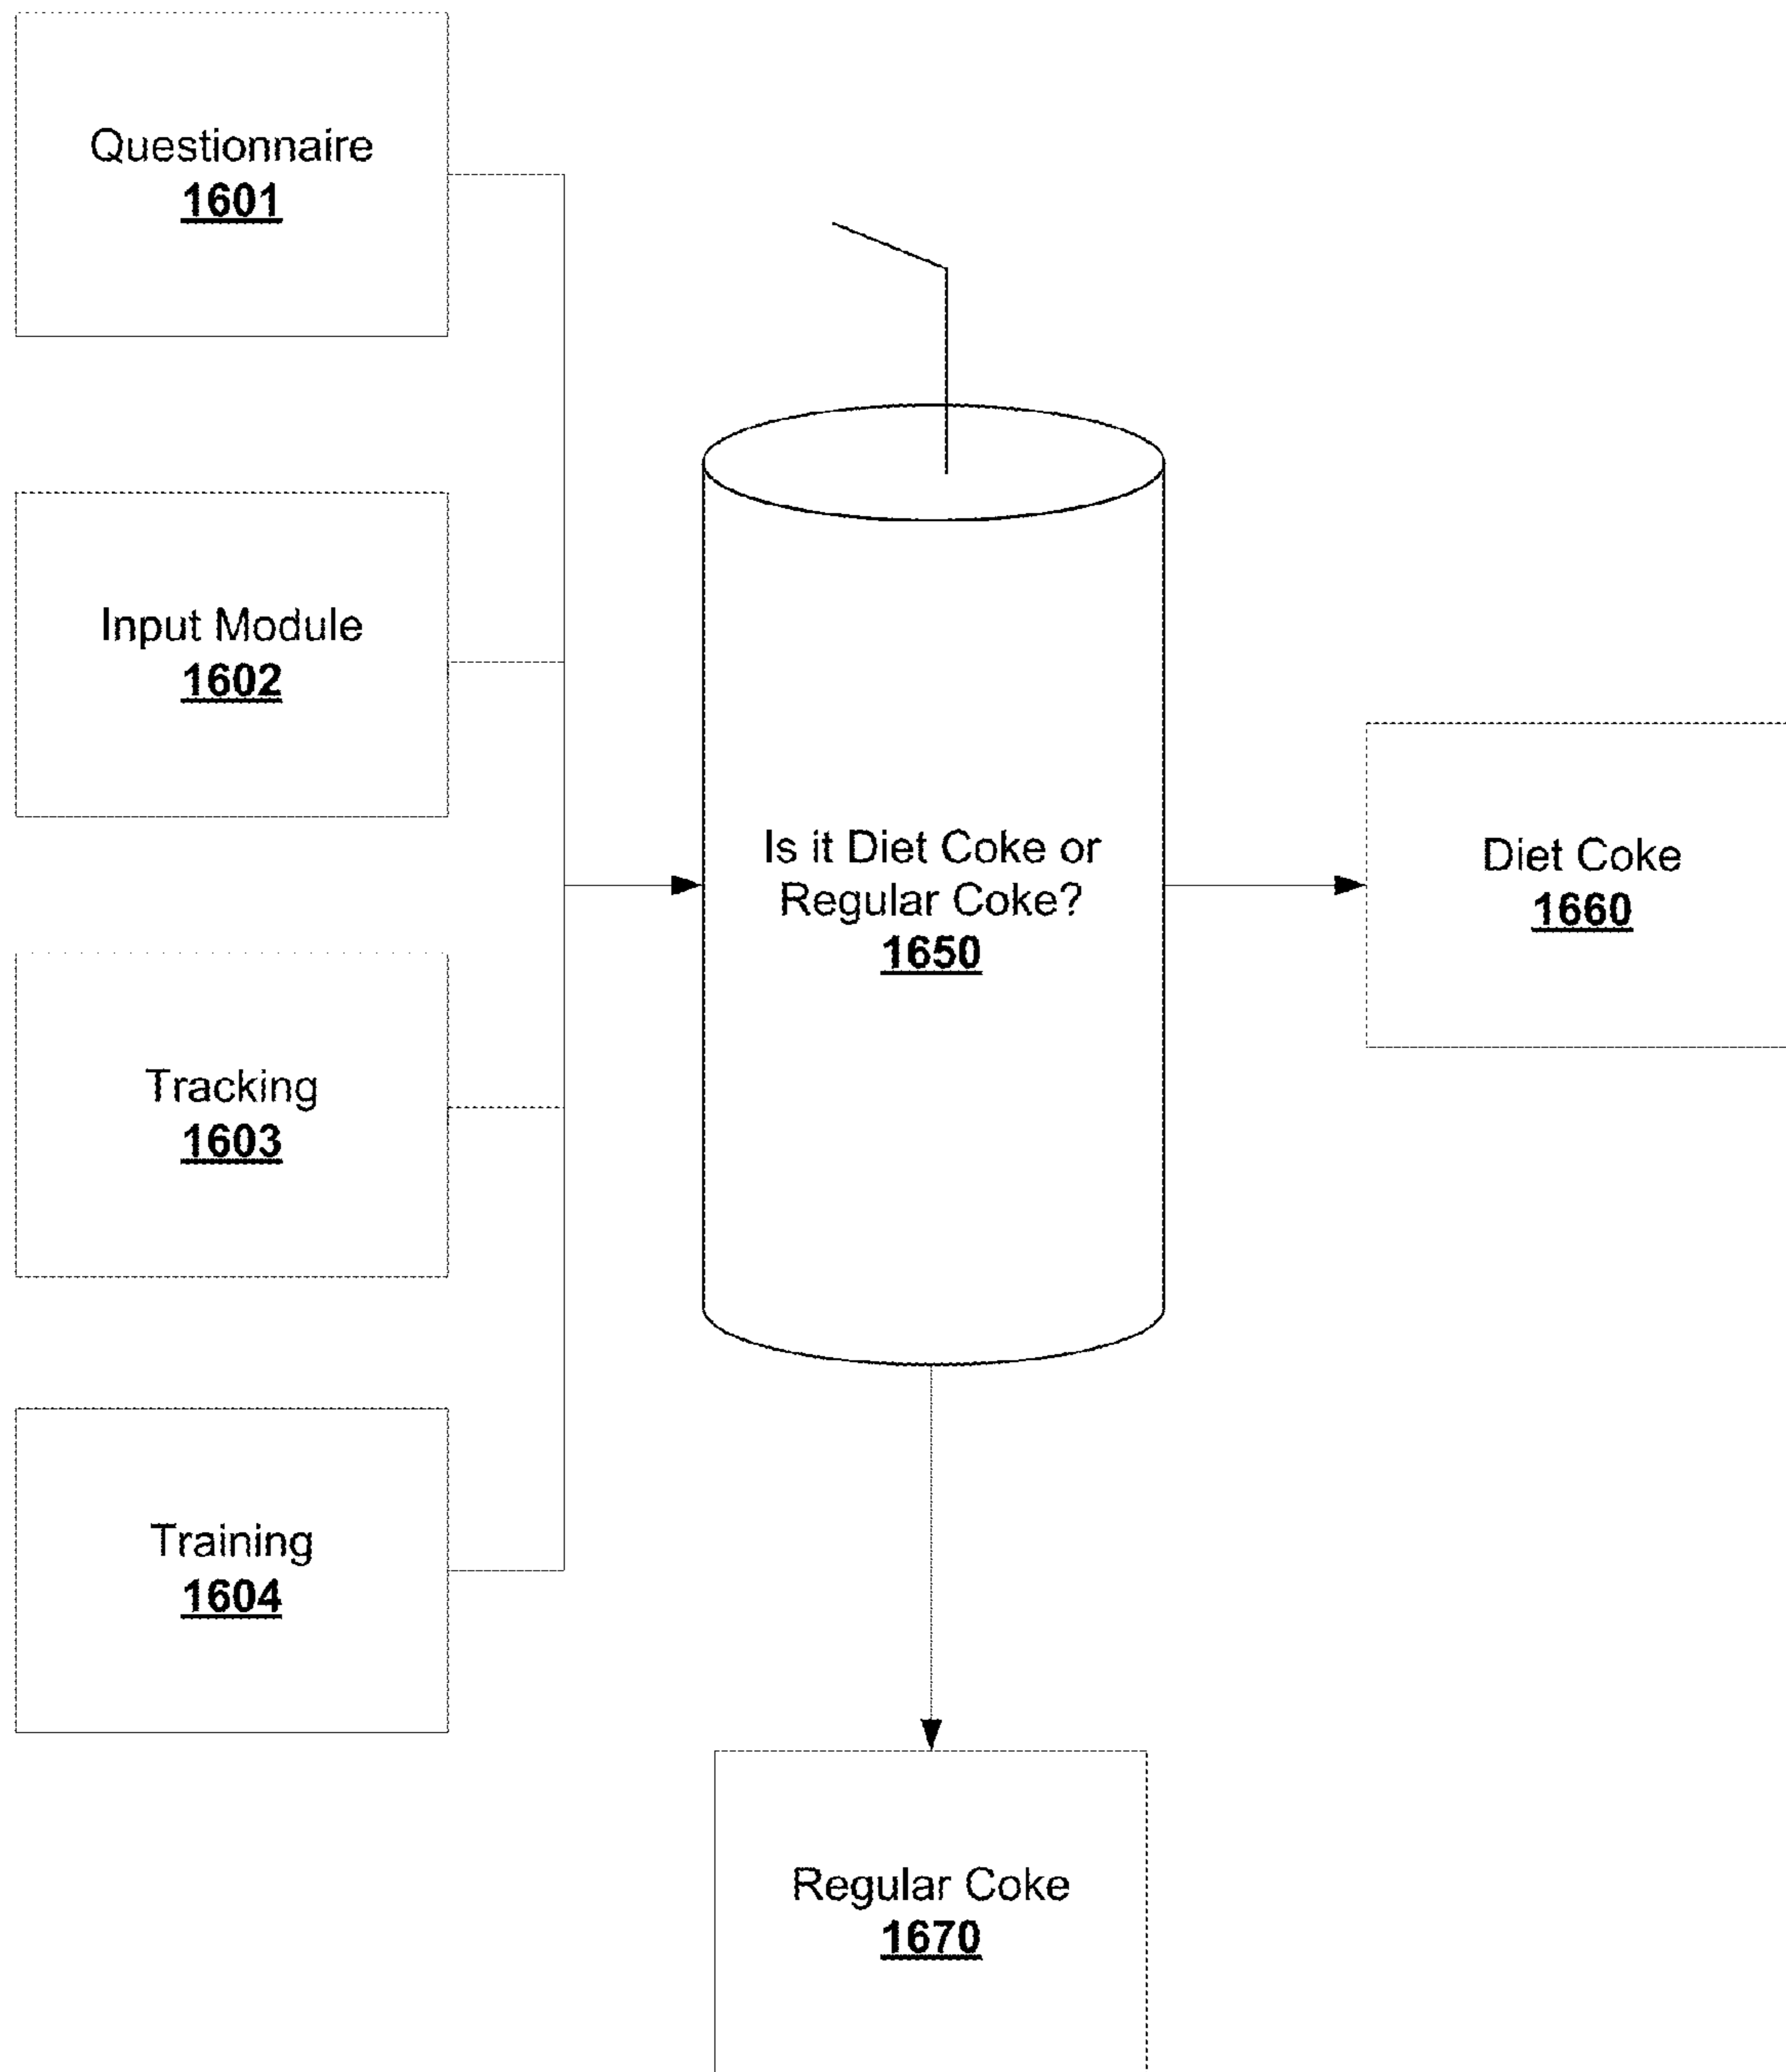 Questionnaire
1601
Input Module
1602
Tracking
1603
Training
1604
Is it Diet Coke or
Regular Coke?
1650
Diet Coke
1660
Regular Coke
1670